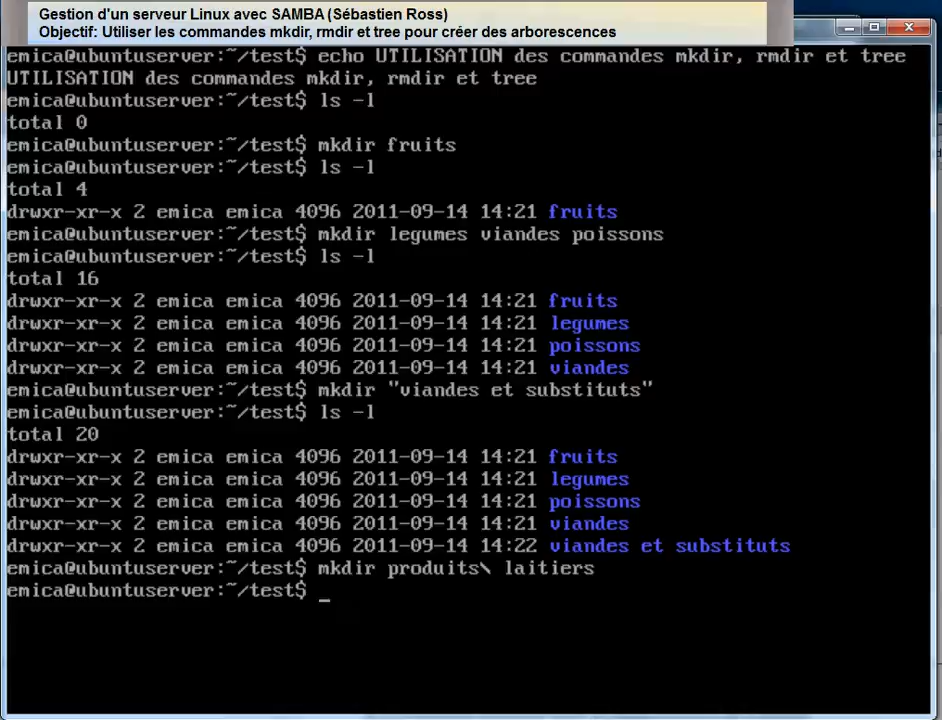 Gestion d'un serveur Linux avec SAMBA (Sébastien Ross)
Objectif: Utiliser les commandes mkdir, rmdir et tree pour créer des arborescences
emica@ubuntuserver:~/test$ echo UTILISATION des commandes mkdir, rmdir et tree
UTILISATION des commandes mkdir, rmdir et tree
emica@ubuntuserver:~/test$ ls -l
total 0
emica@ubuntuserver:~/test$ mkdir fruits
emica@ubuntuserver:~/test$ ls -l
total 4
drwxr-xr-x 2 emica emica 4096 2011-09-14 14:21 fruits
emica@ubuntuserver:~/test$ mkdir legumes viandes poissons
emica@ubuntuserver:~/test$ ls -l
total 16
drwxr-xr-x 2 emica emica 4096 2011-09-14 14:21 fruits
drwxr-xr-x 2 emica emica 4096 2011-09-14 14:21 legumes
drwxr-xr-x 2 emica emica 4096 2011-09-14 14:21 poissons
drwxr-xr-x 2 emica emica 4096 2011-09-14 14:21 viandes
emica@ubuntuserver:~/test$ mkdir "viandes et substituts"
emica@ubuntuserver:~/test$ ls -l
total 20
drwxr-xr-x 2 emica emica 4096 2011-09-14 14:21 fruits
drwxr-xr-x 2 emica emica 4096 2011-09-14 14:21 legumes
drwxr-xr-x 2 emica emica 4096 2011-09-14 14:21 poissons
drwxr-xr-x 2 emica emica 4096 2011-09-14 14:21 viandes
drwxr-xr-x 2 emica emica 4096 2011-09-14 14:22 viandes et substituts
emica@ubuntuserver:~/test$ mkdir produits\ laitiers
emica@ubuntuserver:~/test$ _